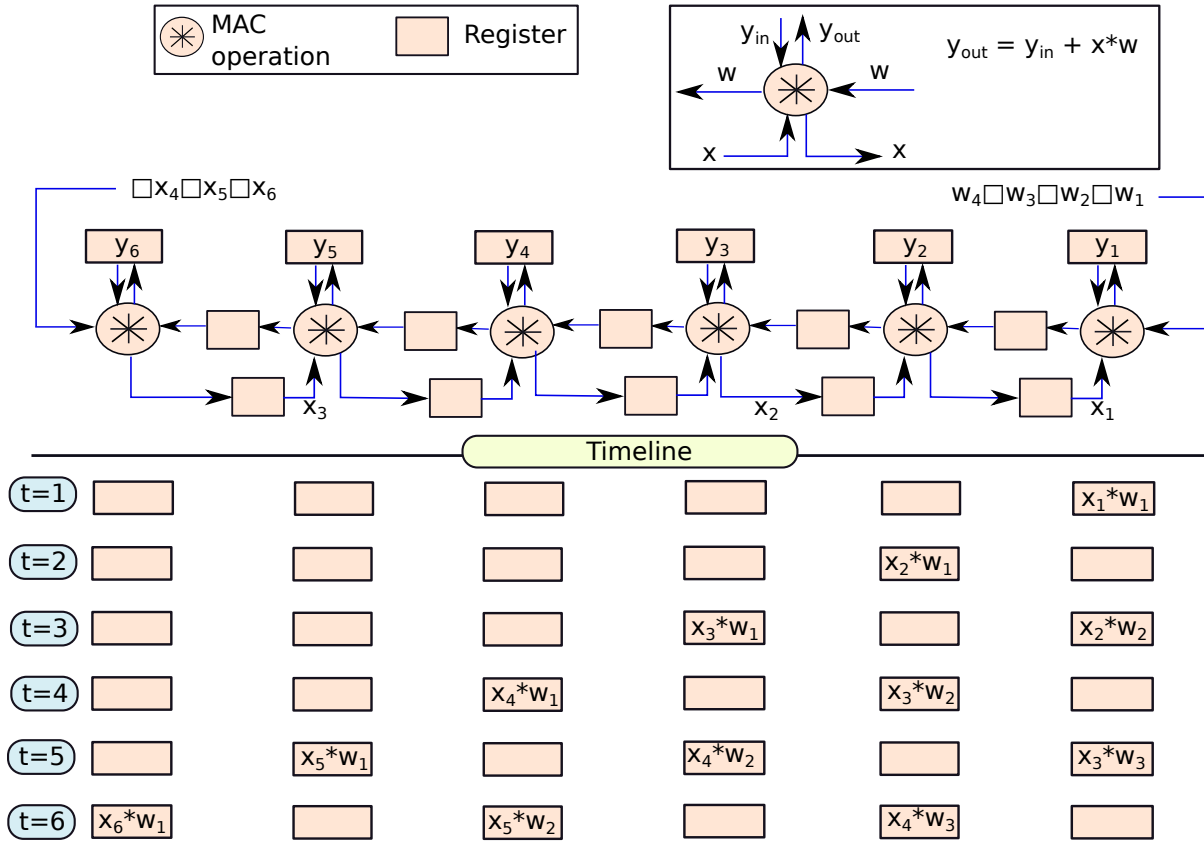 MAC operation
Register
y_in y_out
w w
x x
y_out = y_in + x*w
□x₄□x₅□x₆
w₄□w₃□w₂□w₁
y₆ y₅ y₄ y₃ y₂ y₁
x₃ x₂ x₁
Timeline
t=1 x₁*w₁
t=2 x₂*w₁
t=3 x₃*w₁ x₂*w₂
t=4 x₄*w₁ x₃*w₂
t=5 x₅*w₁ x₄*w₂ x₃*w₃
t=6 x₆*w₁ x₅*w₂ x₄*w₃